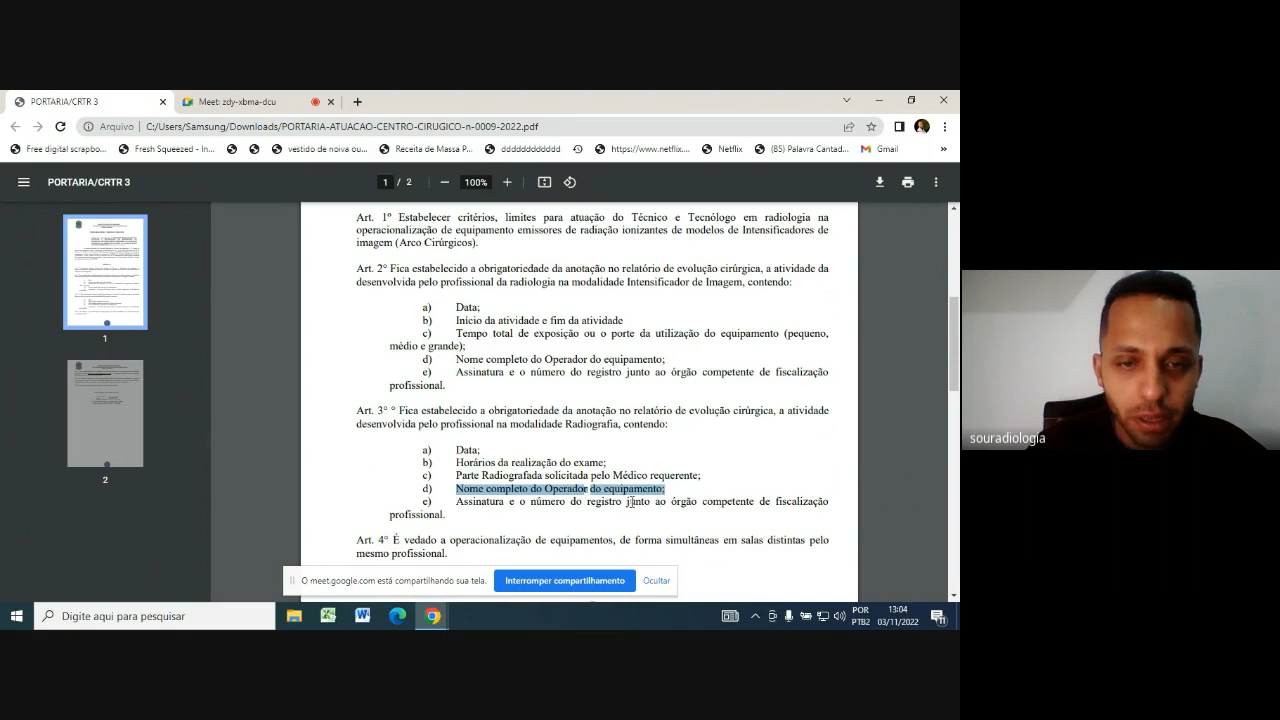 PORTARIA/CRTR 3
Meet: zdy-xbma-dcu
Arquivo
C:/Users/Samsung/Downloads/PORTARIA-ATUACAO-CENTRO-CIRUGICO-n-0009-2022.pdf
Free digital scrapbo...
Fresh Squeezed - In...
vestido de noiva ou...
Receita de Massa P...
dddddddddddd
https://www.netflix...
Netflix
(85) Palavra Cantad...
Gmail
»
PORTARIA/CRTR 3
1 / 2
100%
Art. 1º Estabelecer critérios, limites para atuação do Técnico e Tecnólogo em radiologia na
operacionalização de equipamento emissores de radiação ionizantes de modelos de Intensificadores de
imagem (Arco Cirúrgicos).
Art. 2° Fica estabelecido a obrigatoriedade da anotação no relatório de evolução cirúrgica, a atividade da
desenvolvida pelo profissional da radiologia na modalidade Intensificador de Imagem, contendo:
a) Data;
b) Início da atividade e fim da atividade
c) Tempo total de exposição ou o porte da utilização do equipamento (pequeno,
médio e grande);
d) Nome completo do Operador do equipamento;
e) Assinatura e o número do registro junto ao órgão competente de fiscalização
profissional.
Art. 3° ° Fica estabelecido a obrigatoriedade da anotação no relatório de evolução cirúrgica, a atividade
desenvolvida pelo profissional na modalidade Radiografia, contendo:
a) Data;
b) Horários da realização do exame;
c) Parte Radiografada solicitada pelo Médico requerente;
d) Nome completo do Operador do equipamento;
e) Assinatura e o número do registro junto ao órgão competente de fiscalização
profissional.
Art. 4° É vedado a operacionalização de equipamentos, de forma simultâneas em salas distintas pelo
mesmo profissional.
1
2
O meet.google.com está compartilhando sua tela.
Interromper compartilhamento
Ocultar
souradiologia
Digite aqui para pesquisar
POR
PTB2
13:04
03/11/2022
11